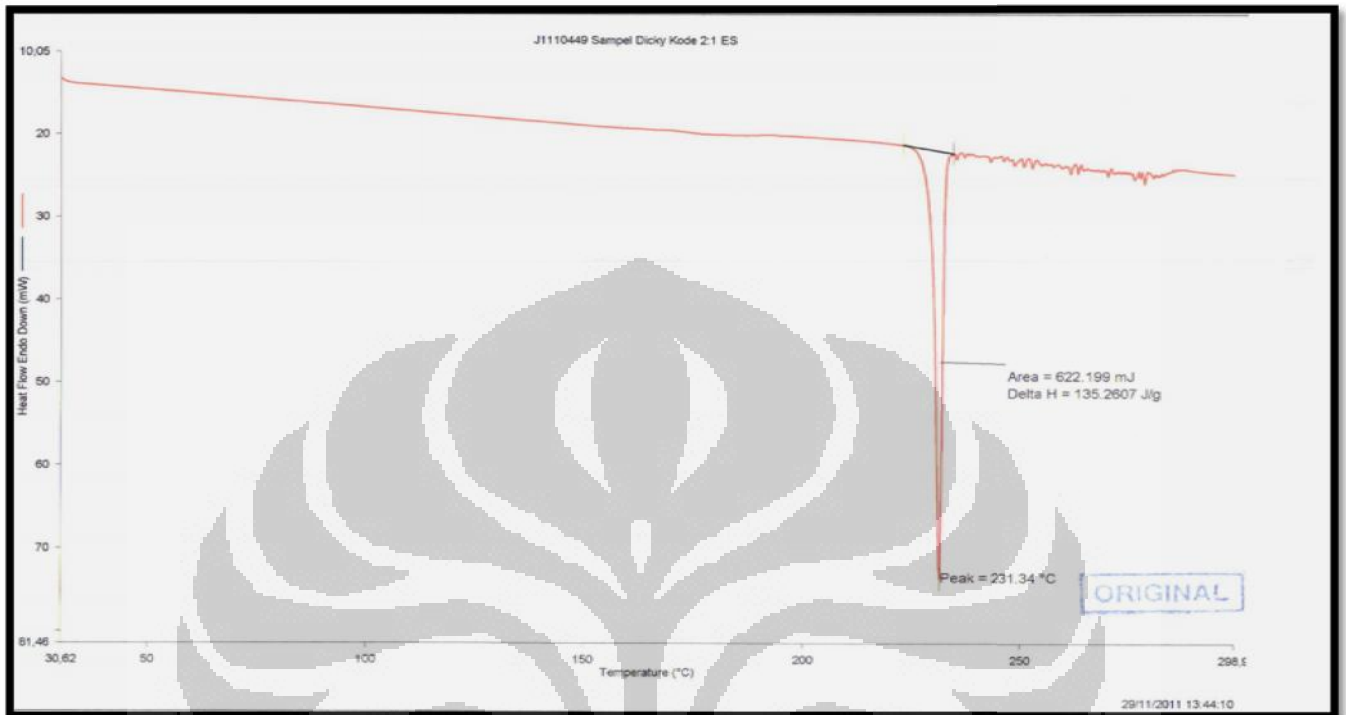 J1110449 Sampel Dicky Kode 2:1 ES
10,05
20
30
40
50
60
70
81,46
Heat Flow Endo Down (mW)
Area = 622.199 mJ
Delta H = 135.2607 J/g
Peak = 231.34 °C
ORIGINAL
30,62
50
100
150
200
250
298,9
Temperature (°C)
29/11/2011 13:44:10